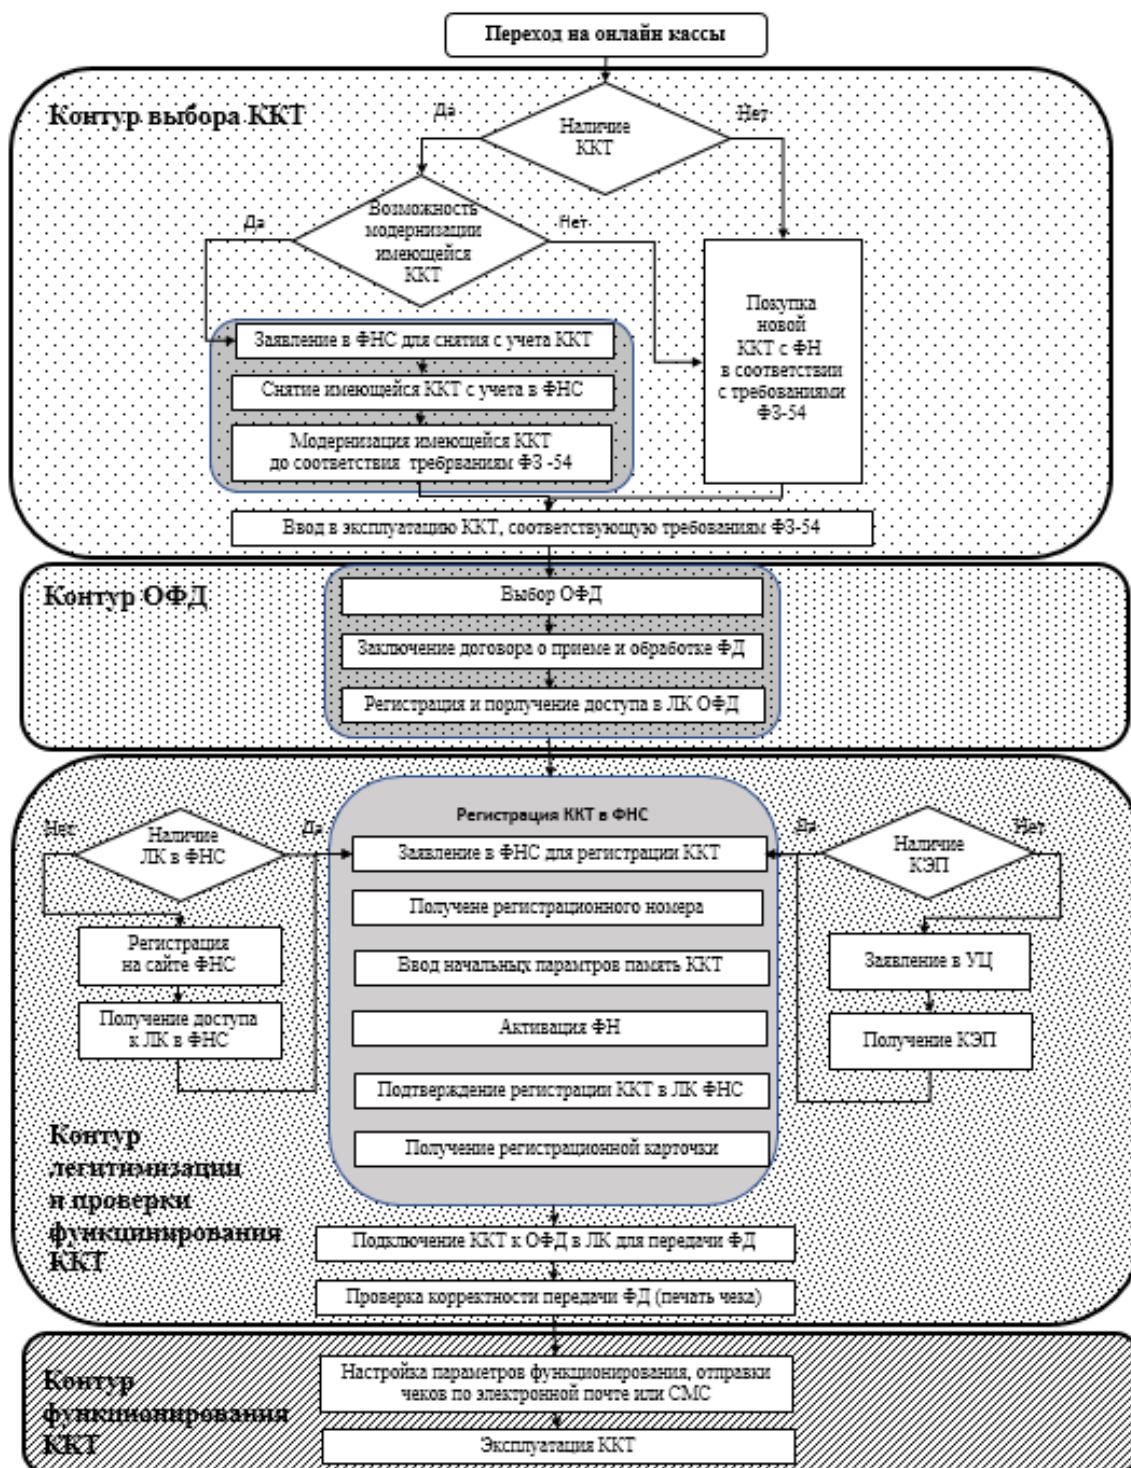 Переход на онлайн кассы
Контур выбора ККТ
Да
Нет
Наличие
ККТ
Да
Возможность
модернизации
имеющейся
ККТ
Нет
Покупка
новой
ККТ с ФН
в соответствии
с требованиями
ФЗ-54
Заявление в ФНС для снятия с учета ККТ
Снятие имеющейся ККТ с учета в ФНС
Модернизация имеющейся ККТ
до соответствия требрваниям ФЗ -54
Ввод в эксплуатацию ККТ, соответствующую требованиям ФЗ-54
Контур ОФД
Выбор ОФД
Заключение договора о приеме и обработке ФД
Регистрация и порлучение доступа в ЛК ОФД
Регистрация ККТ в ФНС
Нет
Наличие
ЛК в ФНС
Да
Заявление в ФНС для регистрации ККТ
Да
Наличие
КЭП
Нет
Получене регистрационного номера
Регистрация
на сайте ФНС
Ввод начальных парамтров память ККТ
Заявление в УЦ
Получение доступа
к ЛК в ФНС
Активация ФН
Получение КЭП
Подтверждение регистрации ККТ в ЛК ФНС
Получение регистрационной карточки
Контур
легитимизации
и проверки
функцинирования
ККТ
Подключение ККТ к ОФД в ЛК для передачи ФД
Проверка корректности передачи ФД (печать чека)
Контур
функционирования
ККТ
Настройка параметров функционирования, отправки
чеков по электронной почте или СМС
Эксплуатация ККТ